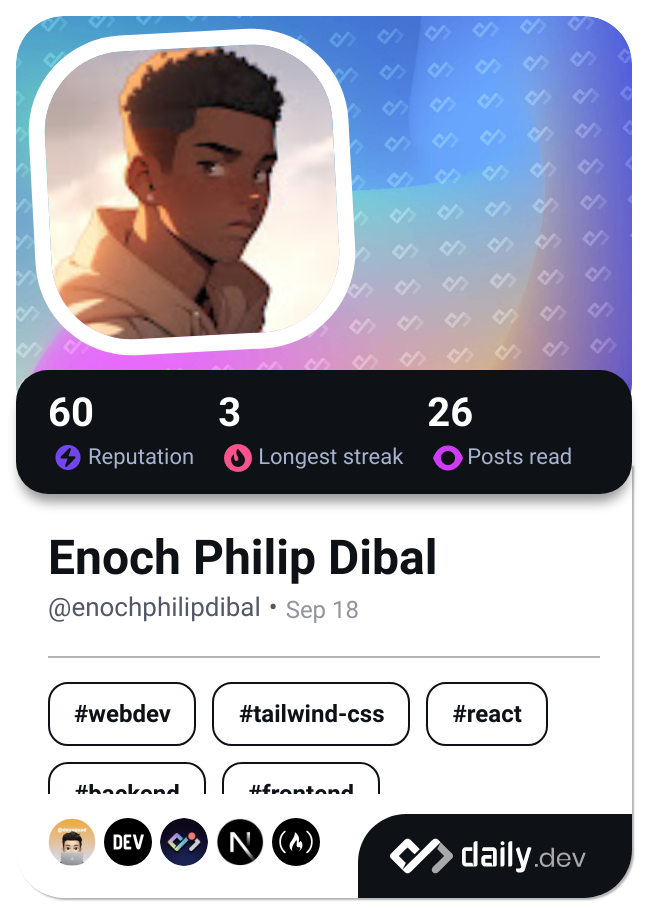 60 3 26
Reputation Longest streak Posts read
Enoch Philip Dibal
@enochphilipdibal • Sep 18
#webdev #tailwind-css #react
#backend #frontend
DEV N
daily.dev